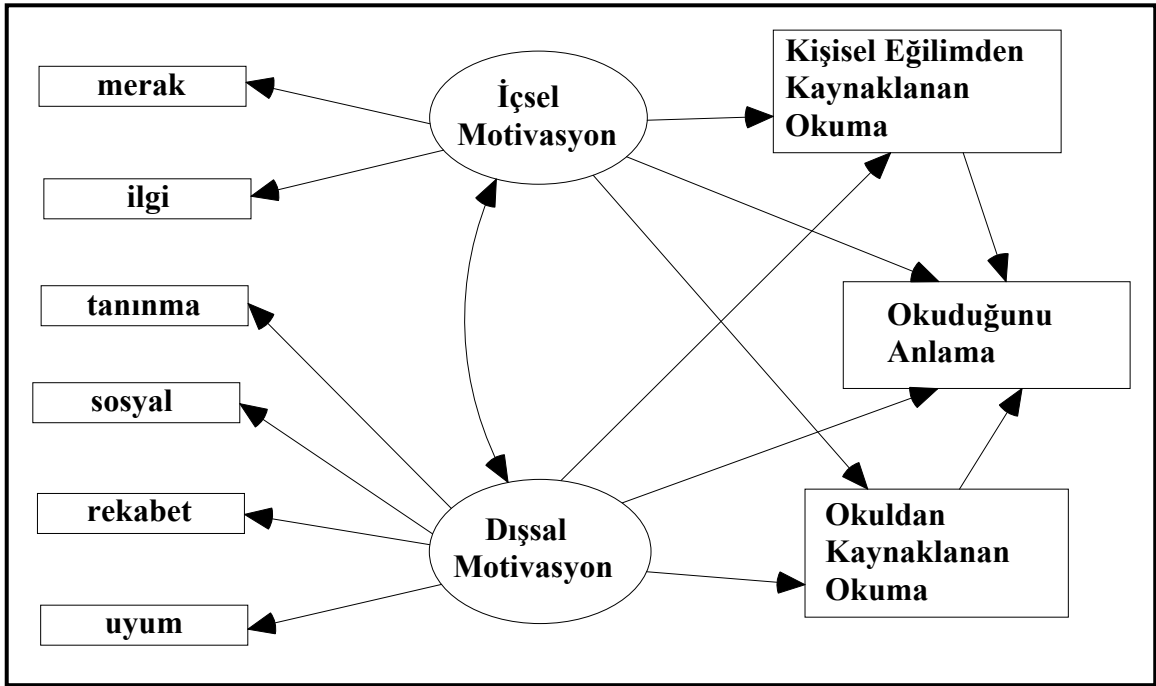 merak
ilgi
tanınma
sosyal
rekabet
uyum
İçsel
Motivasyon
Dışsal
Motivasyon
Kişisel Eğilimden
Kaynaklanan
Okuma
Okuduğunu
Anlama
Okuldan
Kaynaklanan
Okuma